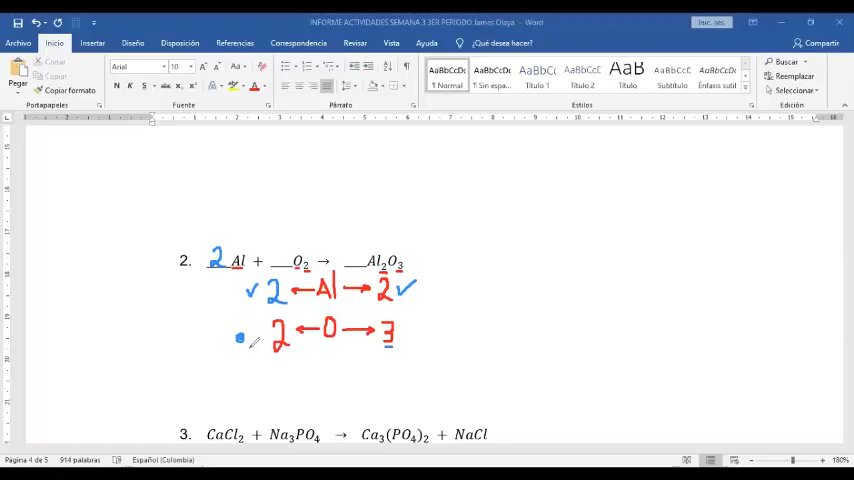 INFORME ACTIVIDADES SEMANA 3 3ER PERIODO James Olaya - Word
Inic. ses.
Archivo Inicio Insertar Diseño Disposición Referencias Correspondencia Revisar Vista Ayuda ¿Qué desea hacer? Compartir
Pegar
Cortar
Copiar
Copiar formato
Portapapeles
Arial 10
N K S
Fuente
Párrafo
AaBbCcDc AaBbCcDc AaBbCc AaBbCcC AaB AaBbCcC AaBbCcDc
¶ Normal ¶ Sin espa... Título 1 Título 2 Título Subtítulo Énfasis sutil
Estilos
Buscar
Reemplazar
Seleccionar
Edición
2. 2 Al + ___O₂ → ___Al₂O₃
✓ 2 ← Al → 2 ✓
• 2 ← O → 3
3. CaCl₂ + Na₃PO₄ → Ca₃(PO₄)₂ + NaCl
Página 4 de 5 914 palabras Español (Colombia) 180%